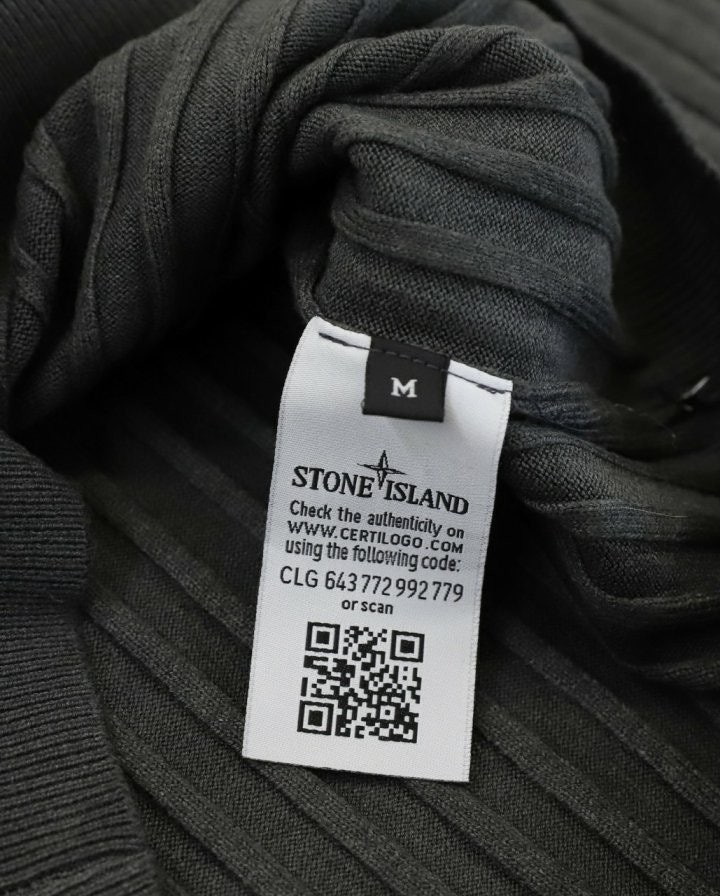 M
STONE ISLAND
Check the authenticity on
WWW.CERTILOGO.COM
using the following code:
CLG 643 772 992 779
or scan